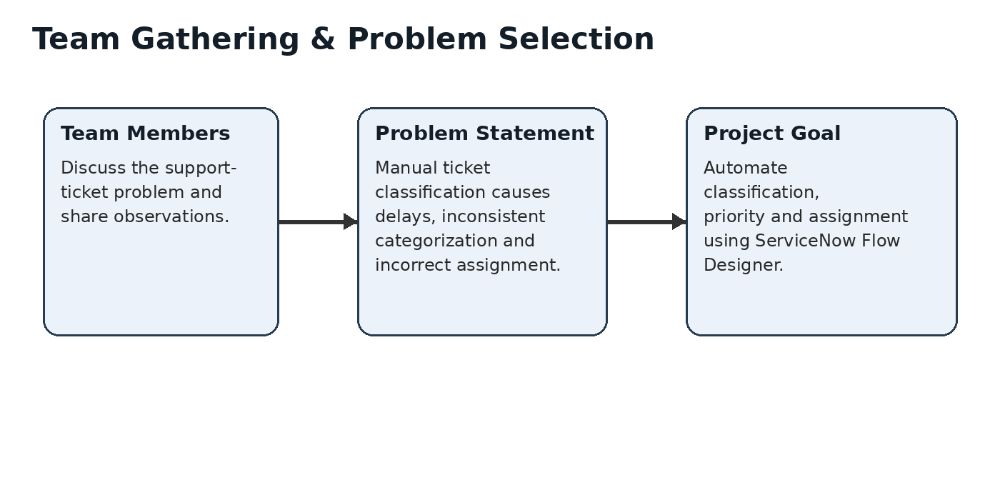 Team Gathering & Problem Selection
Team Members
Discuss the support-
ticket problem and
share observations.
Problem Statement
Manual ticket
classification causes
delays, inconsistent
categorization and
incorrect assignment.
Project Goal
Automate
classification,
priority and assignment
using ServiceNow Flow
Designer.